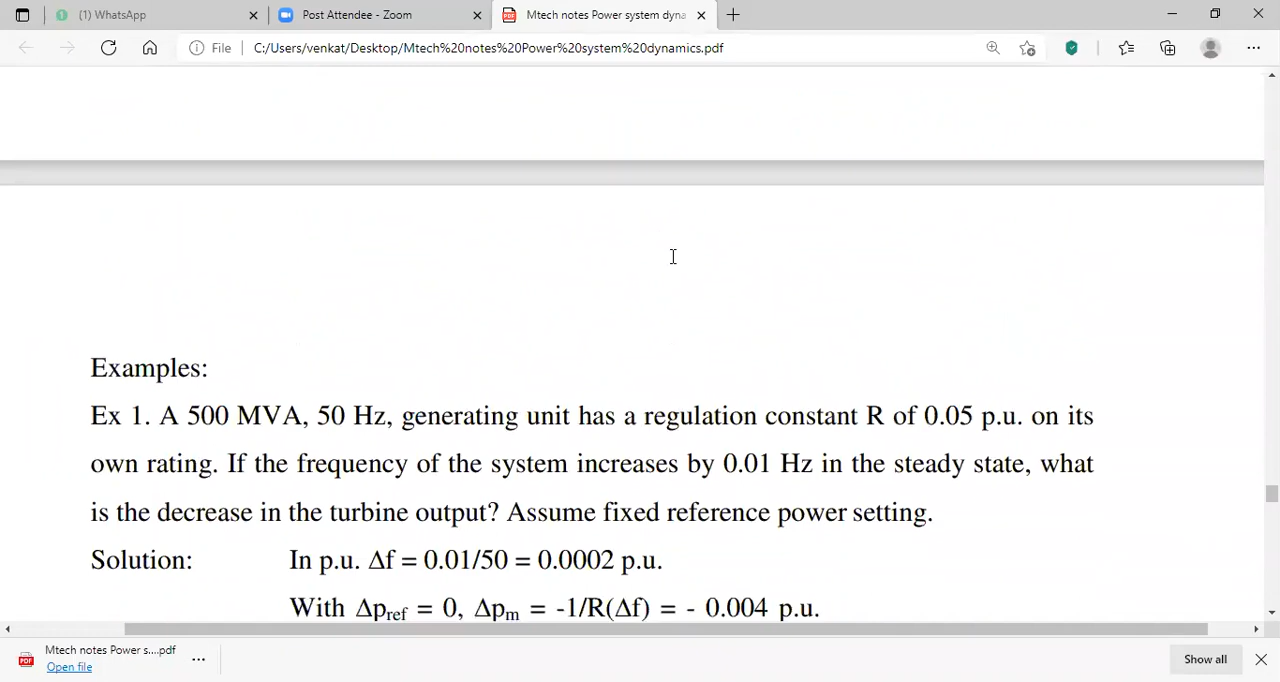 (1) WhatsApp
Post Attendee - Zoom
Mtech notes Power system dyna
File
C:/Users/venkat/Desktop/Mtech%20notes%20Power%20system%20dynamics.pdf
Examples:
Ex 1. A 500 MVA, 50 Hz, generating unit has a regulation constant R of 0.05 p.u. on its
own rating. If the frequency of the system increases by 0.01 Hz in the steady state, what
is the decrease in the turbine output? Assume fixed reference power setting.
Solution: In p.u. Δf = 0.01/50 = 0.0002 p.u.
With Δpref = 0, Δpm = -1/R(Δf) = - 0.004 p.u.
Mtech notes Power s....pdf
Open file
Show all